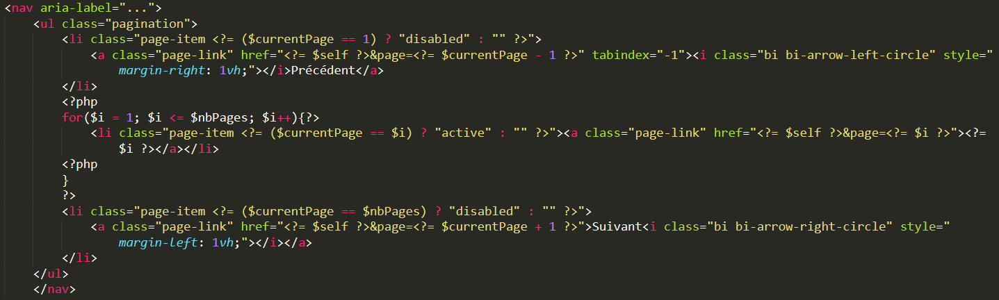 <nav aria-label="...">
<ul class="pagination">
<li class="page-item <?= ($currentPage == 1) ? "disabled" : "" ?>">
<a class="page-link" href="<?= $self ?>&page=<?= $currentPage - 1 ?>" tabindex="-1"><i class="bi bi-arrow-left-circle" style="
margin-right: 1vh;"></i>Précédent</a>
</li>
<?php
for($i = 1; $i <= $nbPages; $i++){?>
<li class="page-item <?= ($currentPage == $i) ? "active" : "" ?>"><a class="page-link" href="<?= $self ?>&page=<?= $i ?>"><?=
$i ?></a></li>
<?php
}
?>
<li class="page-item <?= ($currentPage == $nbPages) ? "disabled" : "" ?>">
<a class="page-link" href="<?= $self ?>&page=<?= $currentPage + 1 ?>">Suivant<i class="bi bi-arrow-right-circle" style="
margin-left: 1vh;"></i></a>
</li>
</ul>
</nav>